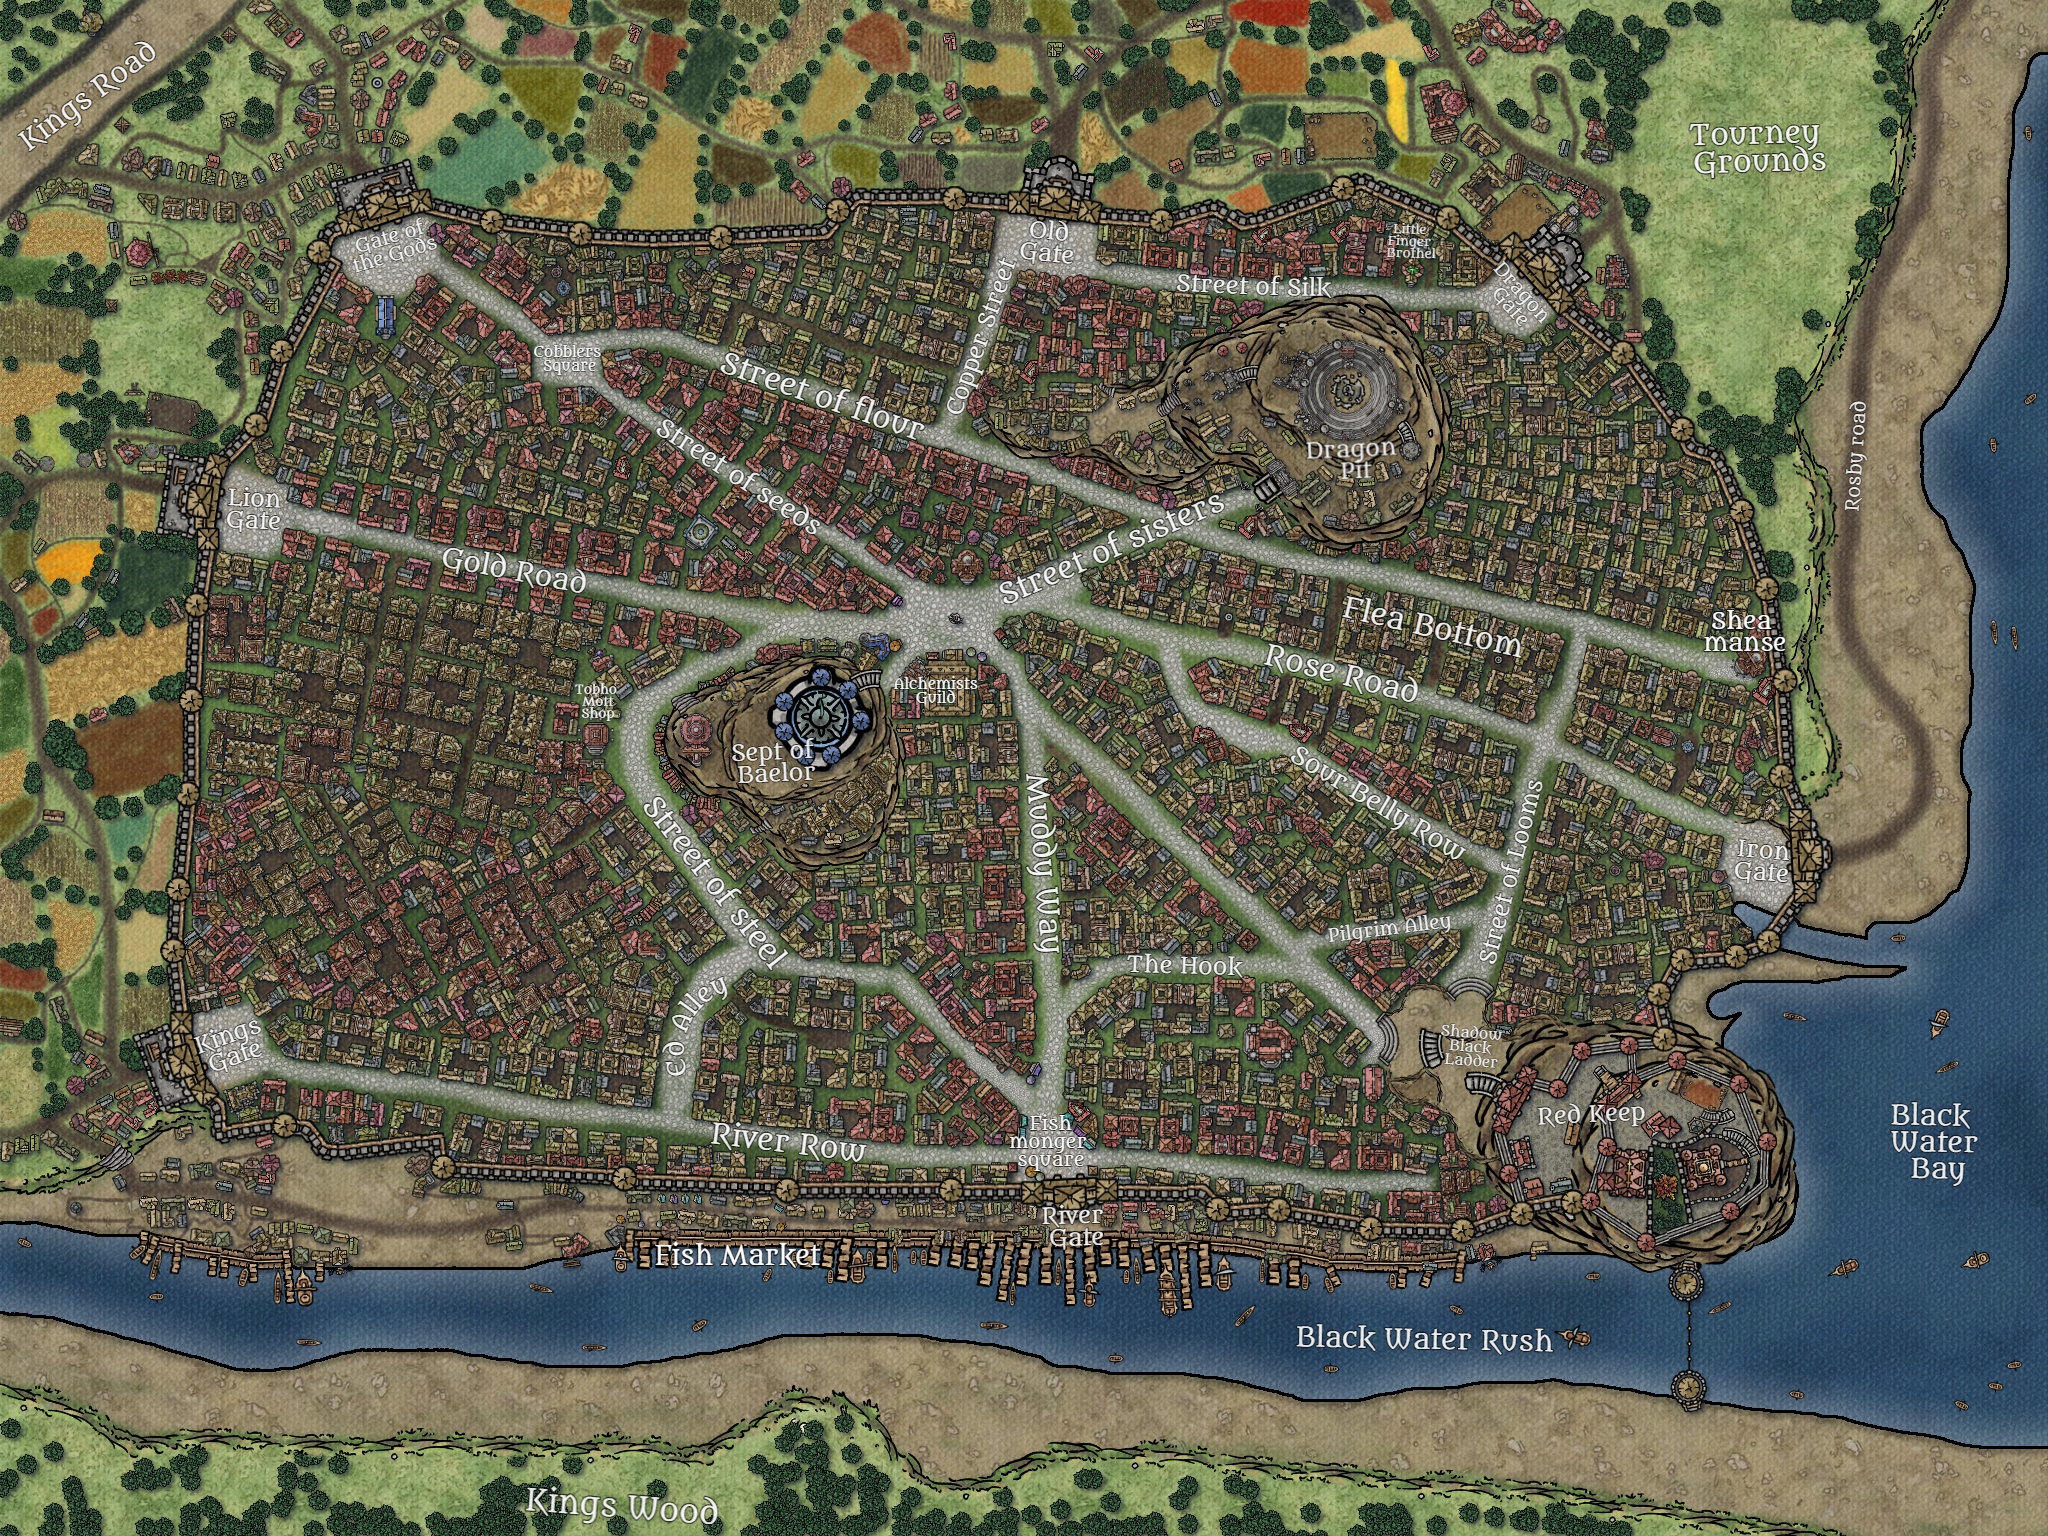 Kings Road
Tourney
Grounds
Gate of
the Gods
Old
Gate
Little
Finger
Brothel
Street of Silk
Dragon
Gate
Copper Street
Cobblers
Square
Street of flour
Street of seeds
Dragon
Pit
Rosby road
Lion
Gate
Gold Road
Street of sisters
Flea Bottom
Shea
manse
Rose Road
Tobho
Mott
Shop
Alchemists
Guild
Sept of
Baelor
Sour Belly Row
Street of Looms
Muddy Way
Street of steel
Iron
Gate
Pilgrim Alley
The Hook
Eel Alley
Kings
Gate
Shadow
Black
Ladder
Red Keep
Black
Water
Bay
River Row
Fish
monger
square
River
Gate
Fish Market
Black Water Rush
Kings Wood